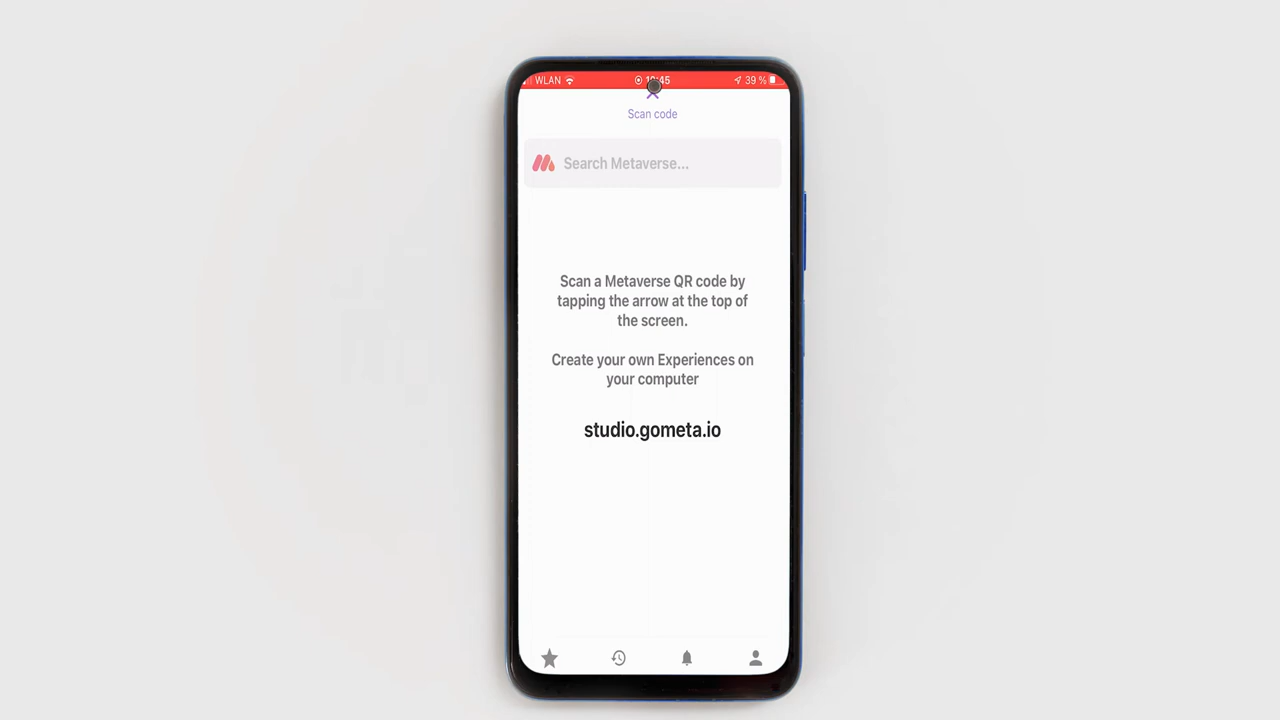 WLAN 39 %
Scan code
Search Metaverse...
Scan a Metaverse QR code by
tapping the arrow at the top of
the screen.
Create your own Experiences on
your computer
studio.gometa.io